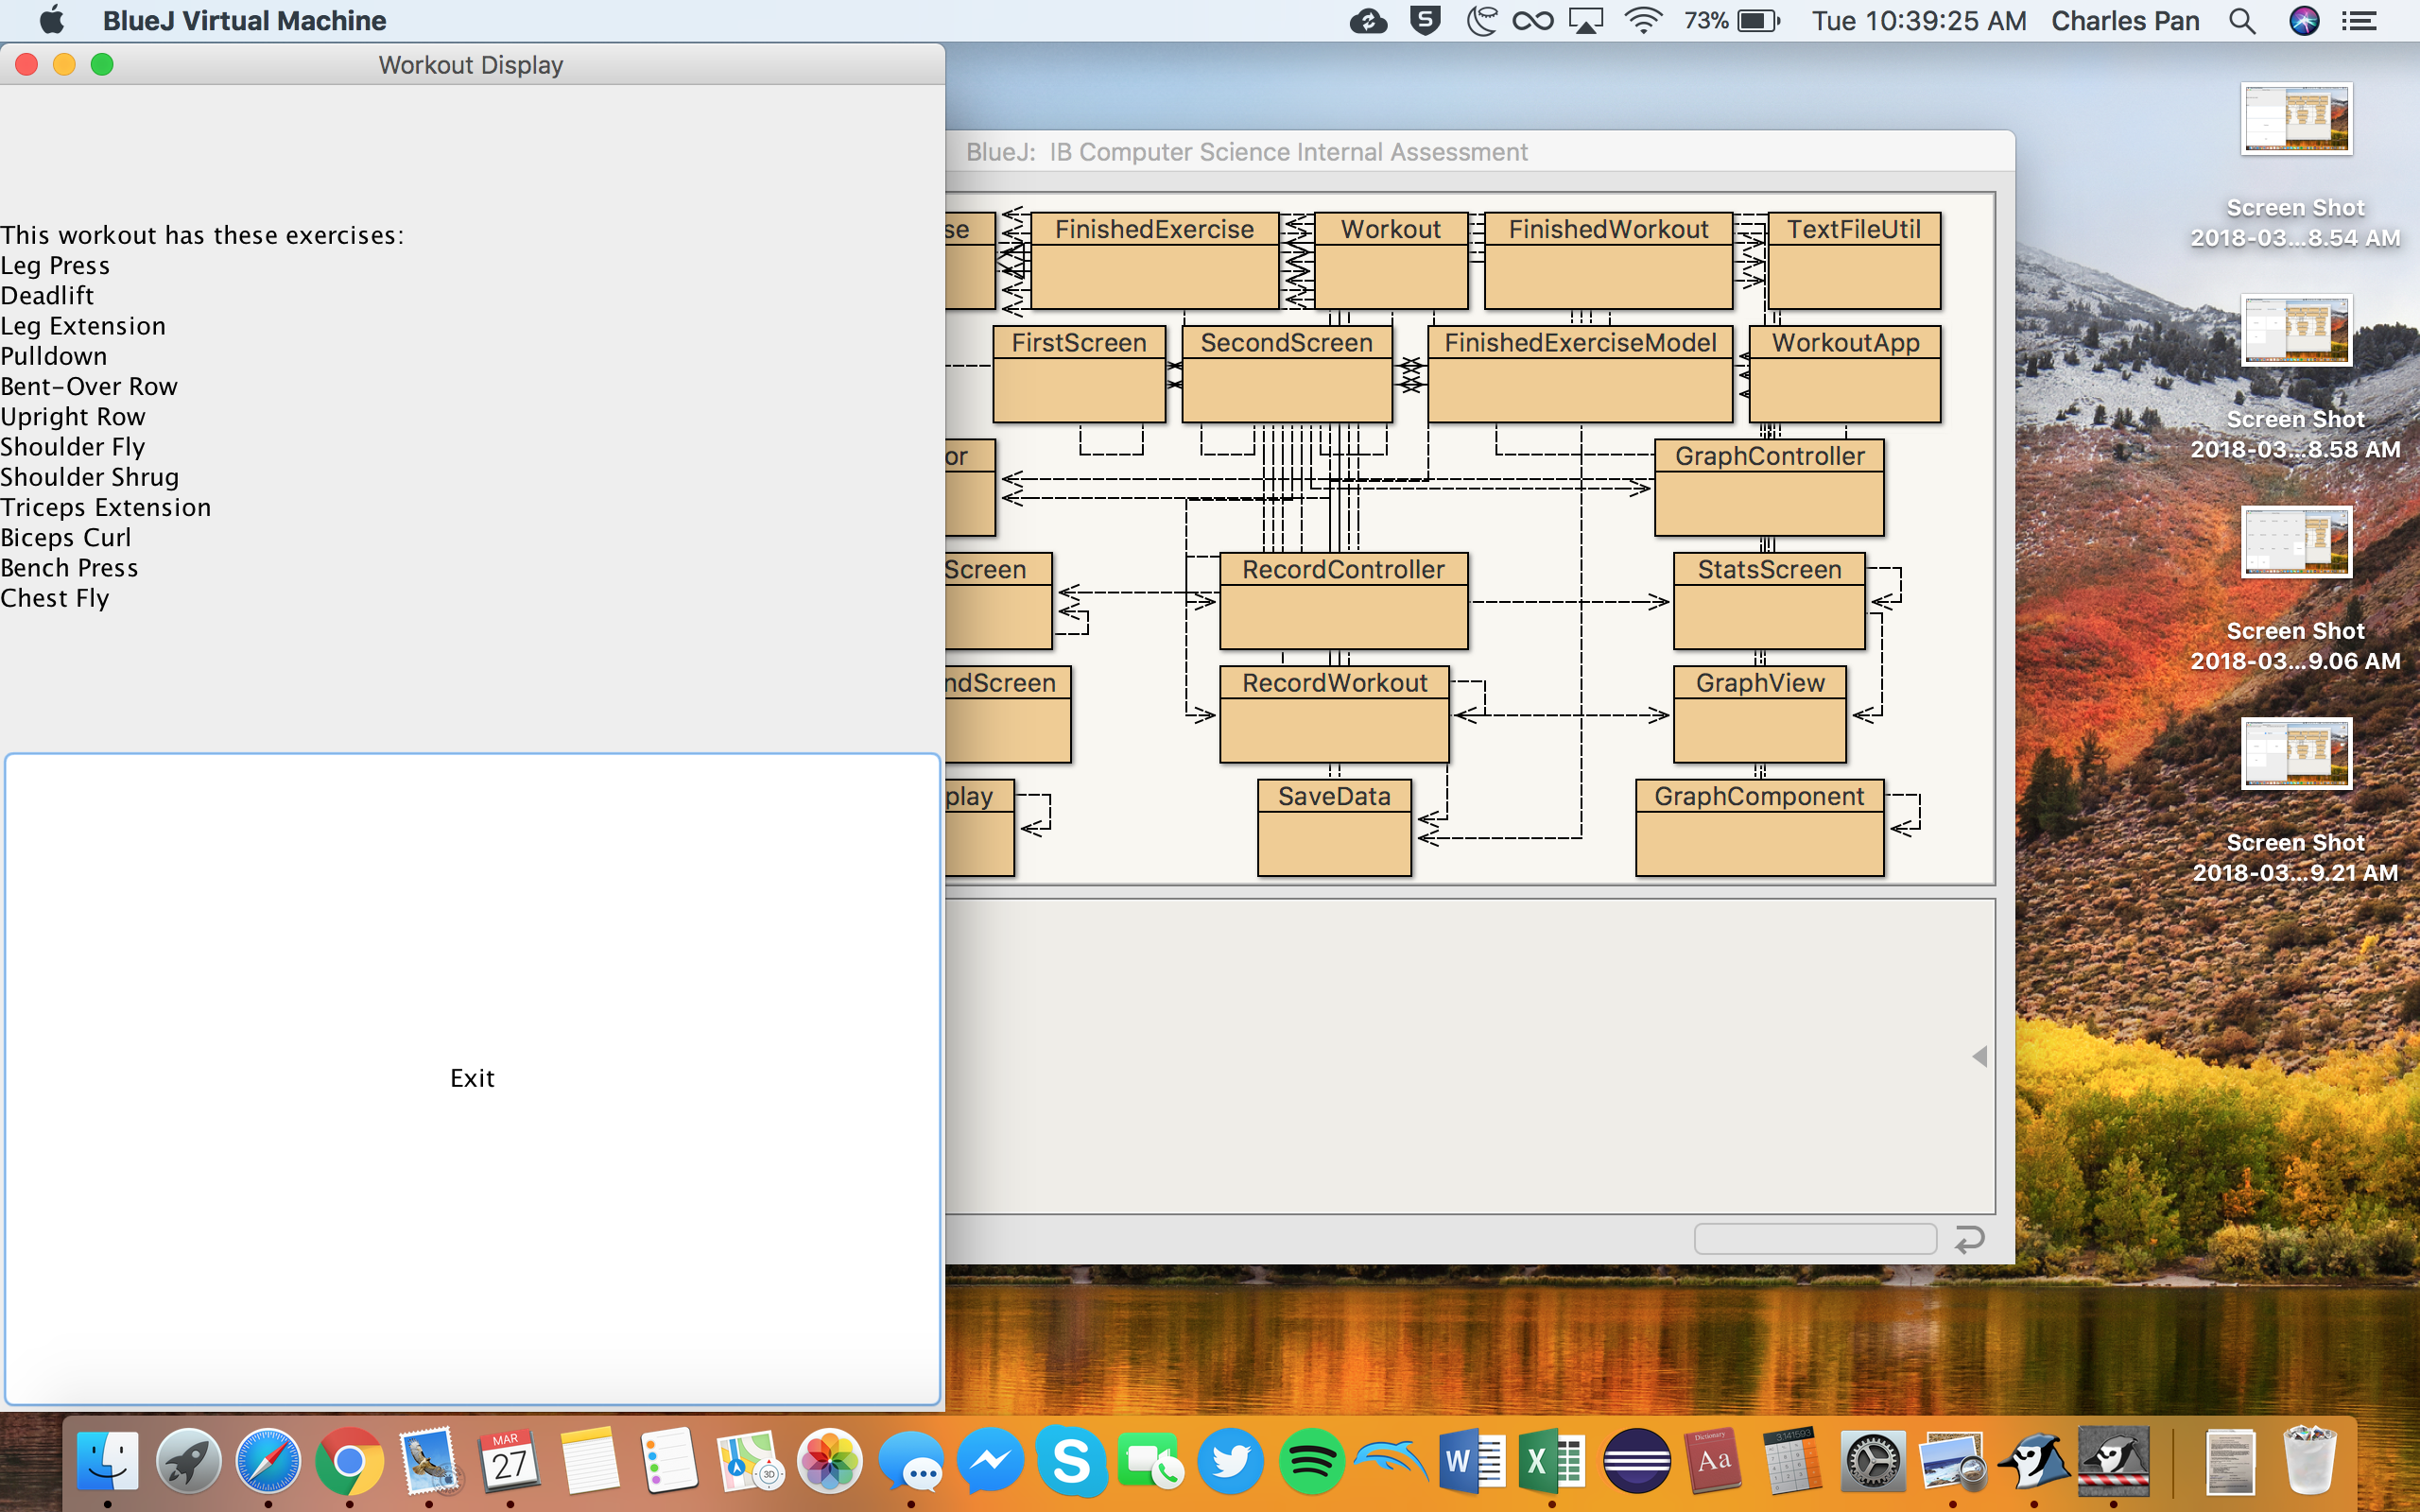 BlueJ Virtual Machine
73%
Tue 10:39:25 AM
Charles Pan
Workout Display
This workout has these exercises:
Leg Press
Deadlift
Leg Extension
Pulldown
Bent-Over Row
Upright Row
Shoulder Fly
Shoulder Shrug
Triceps Extension
Biceps Curl
Bench Press
Chest Fly
Exit
BlueJ: IB Computer Science Internal Assessment
se
FinishedExercise
Workout
FinishedWorkout
TextFileUtil
FirstScreen
SecondScreen
FinishedExerciseModel
WorkoutApp
or
GraphController
Screen
RecordController
StatsScreen
ndScreen
RecordWorkout
GraphView
play
SaveData
GraphComponent
Screen Shot
2018-03...8.54 AM
Screen Shot
2018-03...8.58 AM
Screen Shot
2018-03...9.06 AM
Screen Shot
2018-03...9.21 AM
MAR
27
3D
S
W
X
Dictionary
Aa
3.141593